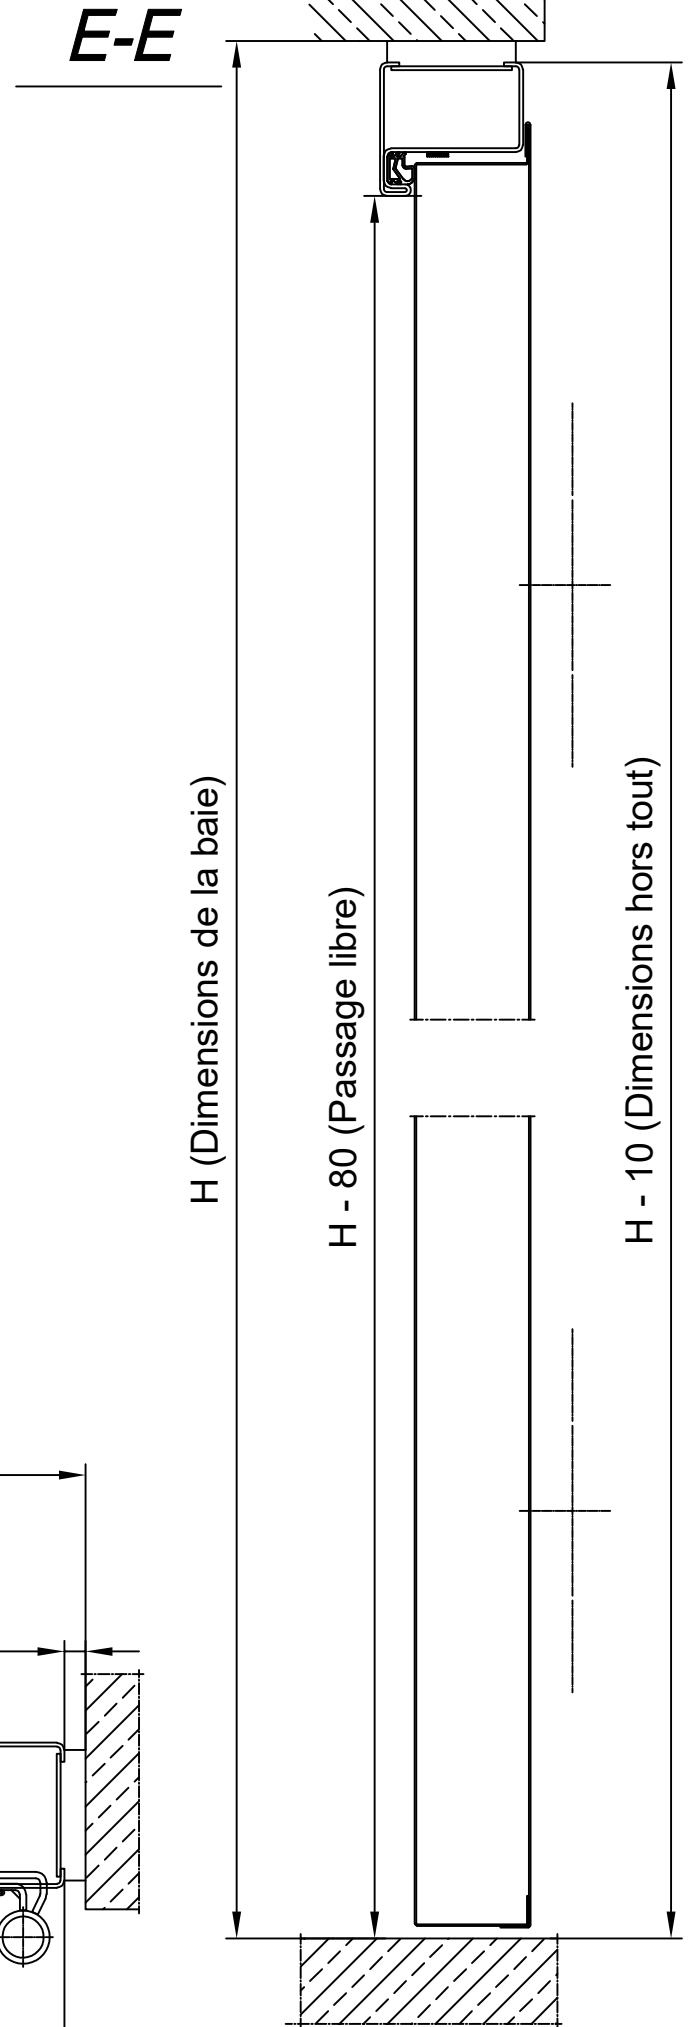 E-E
H (Dimensions de la baie)
H - 80 (Passage libre)
H - 10 (Dimensions hors tout)